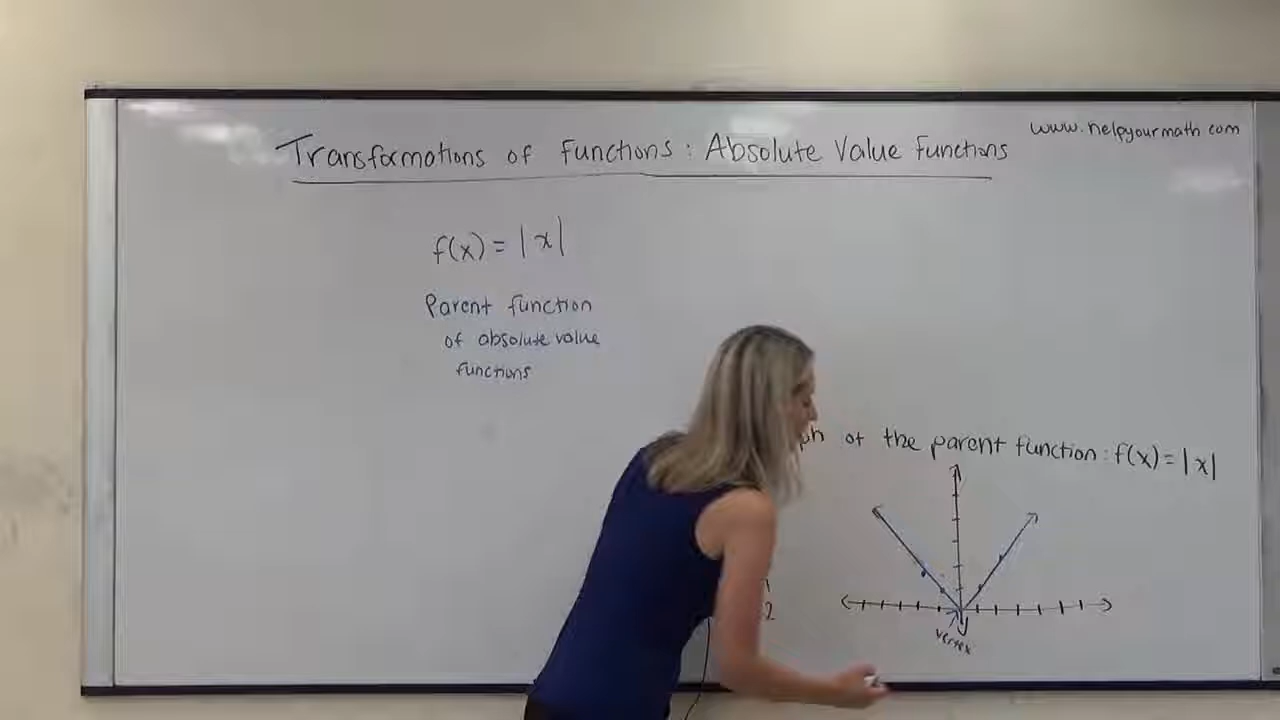 www.helpyourmath.com
Transformations of Functions: Absolute Value Functions
f(x) = |x|
Parent function
of absolute value
functions
of the parent function: f(x) = |x|
2
vertex